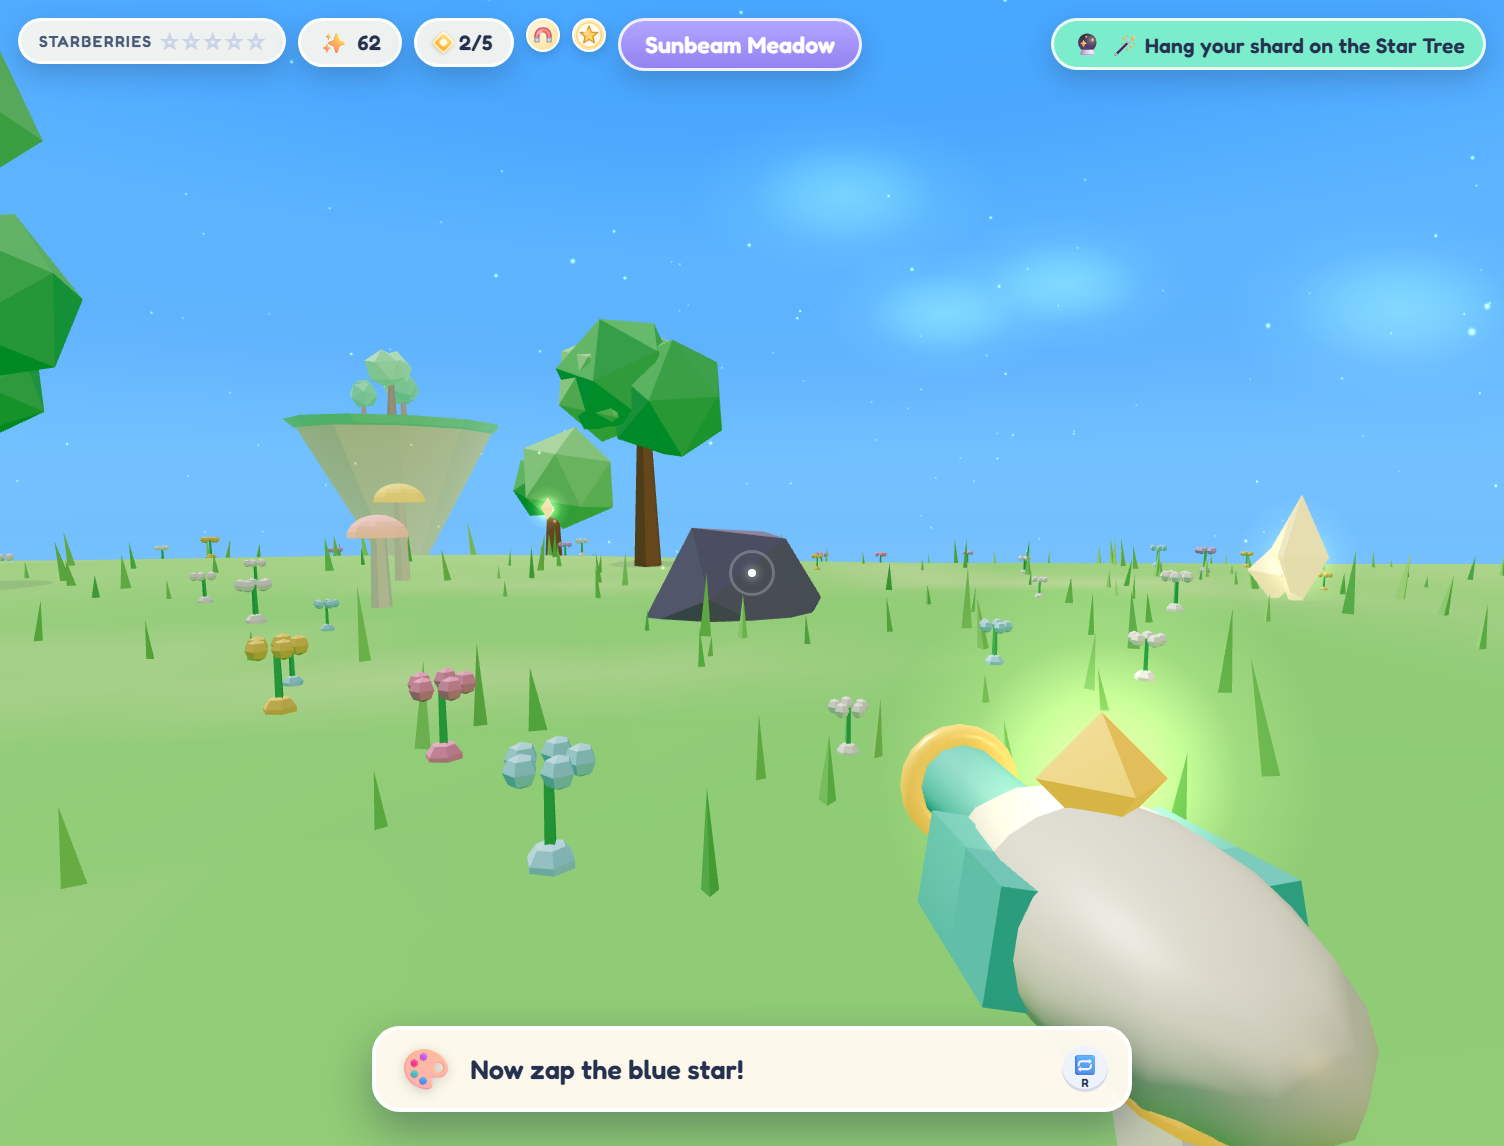 STARBERRIES
62
2/5
Sunbeam Meadow
Hang your shard on the Star Tree
Now zap the blue star!
R